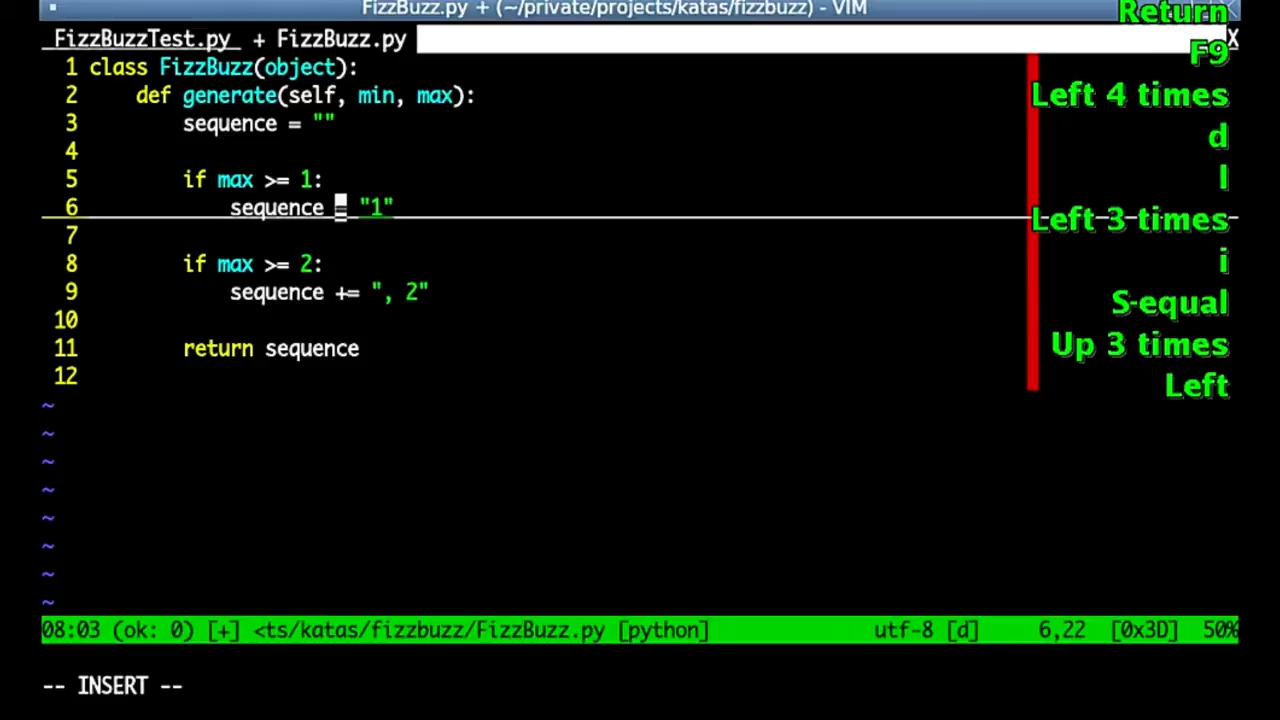 FizzBuzz.py + (~/private/projects/katas/fizzbuzz) - VIM
Return
FizzBuzzTest.py + FizzBuzz.py X
F9
1 class FizzBuzz(object):
2 def generate(self, min, max):
Left 4 times
3 sequence = ""
d
4
5 if max >= 1:
l
6 sequence = "1"
Left 3 times
7
8 if max >= 2:
i
9 sequence += ", 2"
S-equal
10
11 return sequence
Up 3 times
12
Left
~
~
~
~
~
~
~
~
08:03 (ok: 0) [+] <ts/katas/fizzbuzz/FizzBuzz.py [python] utf-8 [d] 6,22 [0x3D] 50%
-- INSERT --